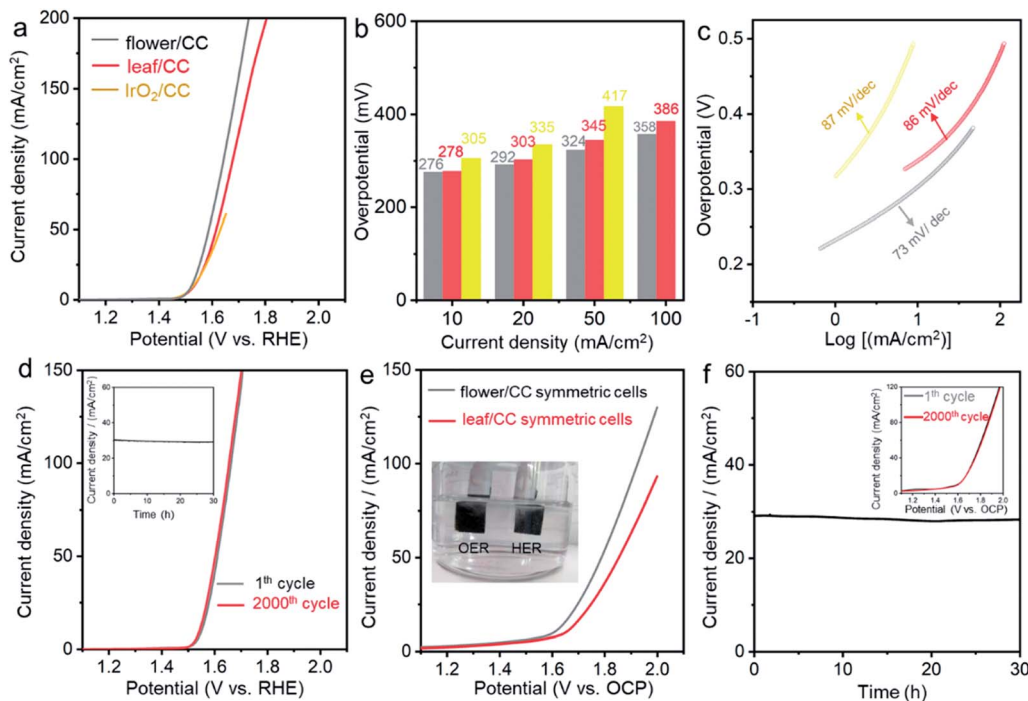 a
200
150
100
50
0
Current density (mA/cm²)
flower/CC
leaf/CC
IrO₂/CC
1.2 1.4 1.6 1.8 2.0
Potential (V vs. RHE)
b
600
400
200
0
Overpotential (mV)
276 278 305
292 303 335
324 345 417
358 386
10 20 50 100
Current density (mA/cm²)
c
0.5
0.4
0.3
0.2
Overpotential (V)
87 mV/dec
86 mV/dec
73 mV/ dec
-1 0 1 2
Log [(mA/cm²)]
d
150
100
50
0
Current density / (mA/cm²)
60
40
20
0
Current density / (mA/cm²)
0 10 20 30
Time (h)
1ᵗʰ cycle
2000ᵗʰ cycle
1.2 1.4 1.6 1.8 2.0
Potential (V vs. RHE)
e
150
100
50
0
Current density / (mA/cm²)
flower/CC symmetric cells
leaf/CC symmetric cells
OER HER
1.2 1.4 1.6 1.8 2.0
Potential (V vs. OCP)
f
60
40
20
0
Current density / (mA/cm²)
120
80
40
0
Current density (mA/cm²)
1ᵗʰ cycle
2000ᵗʰ cycle
1.2 1.4 1.6 1.8 2.0
Potential (V vs. OCP)
0 10 20 30
Time (h)